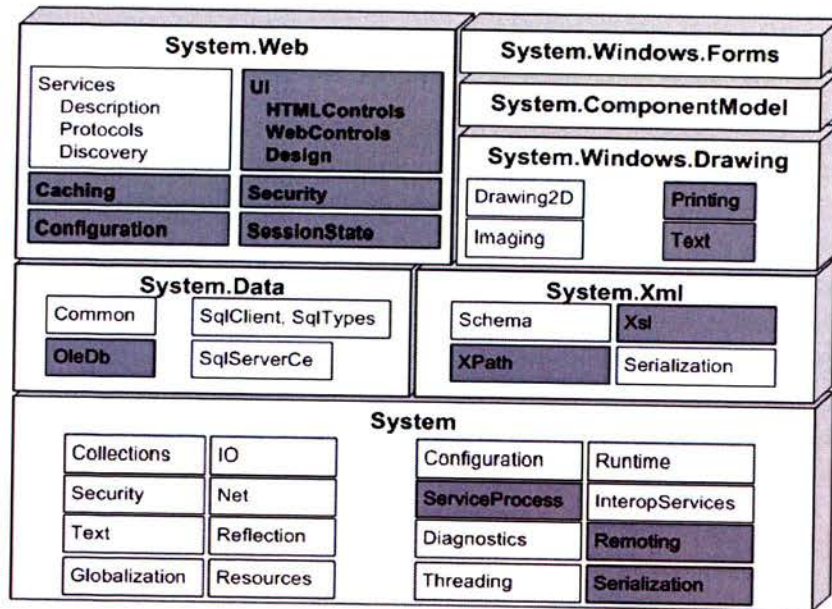 System.Web
Services
Description
Protocols
Discovery
UI
HTMLControls
WebControls
Design
Caching
Security
Configuration
SessionState
System.Windows.Forms
System.ComponentModel
System.Windows.Drawing
Drawing2D
Printing
Imaging
Text
System.Data
Common
SqlClient, SqlTypes
OleDb
SqlServerCe
System.Xml
Schema
Xsl
XPath
Serialization
System
Collections
IO
Security
Net
Text
Reflection
Globalization
Resources
Configuration
Runtime
ServiceProcess
InteropServices
Diagnostics
Remoting
Threading
Serialization